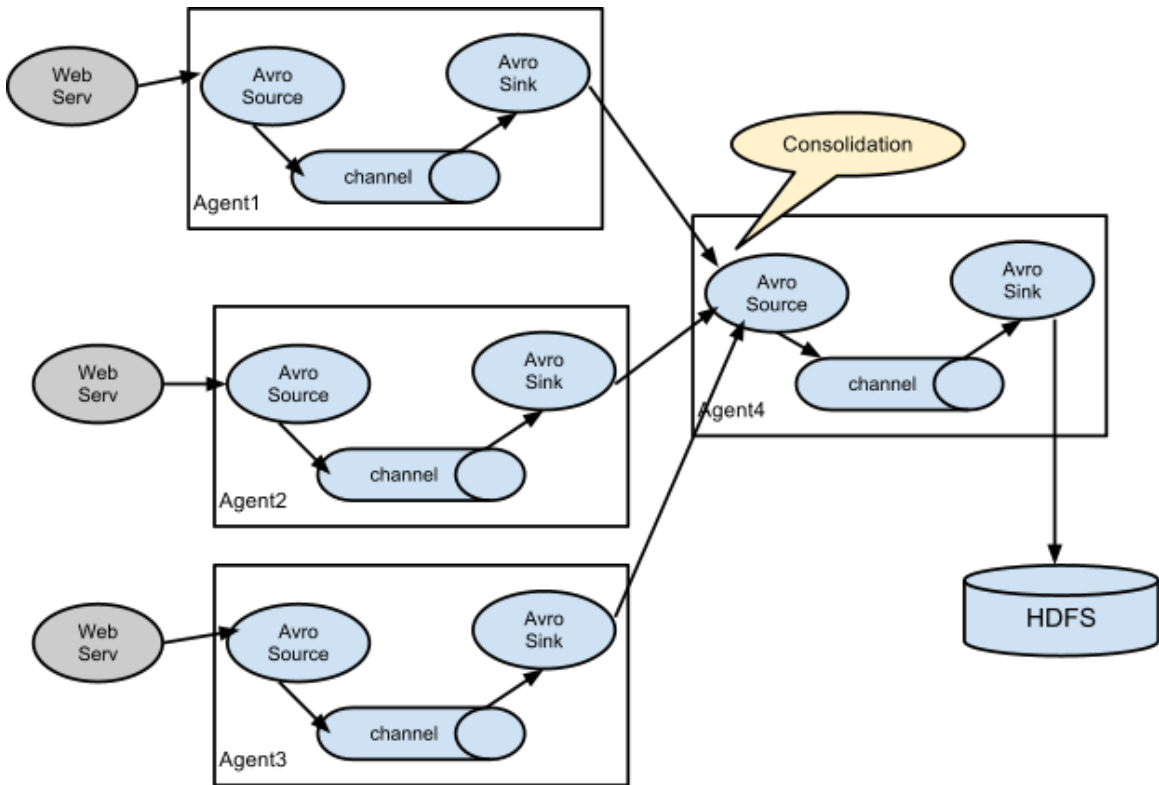 Web
Serv
Avro
Source
Avro
Sink
channel
Agent1
Consolidation
Avro
Source
Avro
Sink
channel
Agent4
Web
Serv
Avro
Source
Avro
Sink
channel
Agent2
Web
Serv
Avro
Source
Avro
Sink
channel
Agent3
HDFS